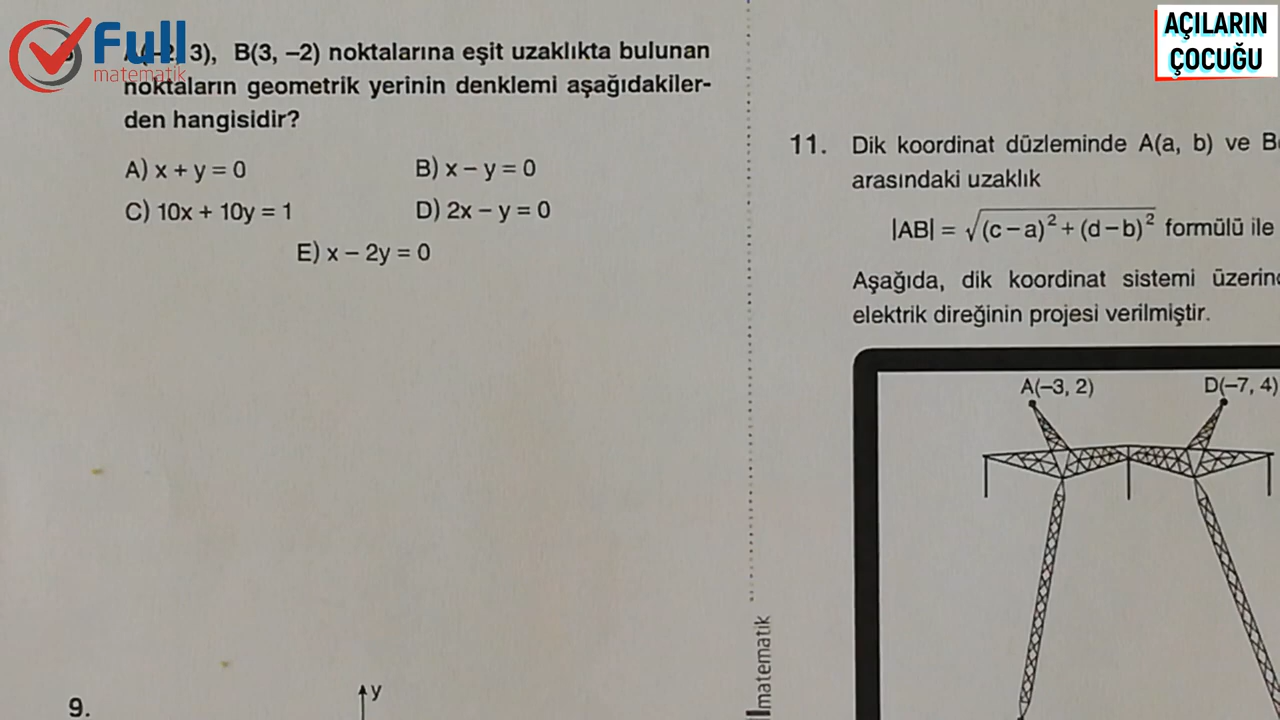 Full
matematik
AÇILARIN
ÇOCUĞU
3), B(3, –2) noktalarına eşit uzaklıkta bulunan
noktaların geometrik yerinin denklemi aşağıdakiler-
den hangisidir?
A) x + y = 0
B) x – y = 0
C) 10x + 10y = 1
D) 2x – y = 0
E) x – 2y = 0
9.
y
11. Dik koordinat düzleminde A(a, b) ve
arasındaki uzaklık
|AB| = √(c – a)² + (d – b)² formülü ile
Aşağıda, dik koordinat sistemi
elektrik direğinin projesi verilmiştir.
A(–3, 2)
D(–7, 4)
matematik